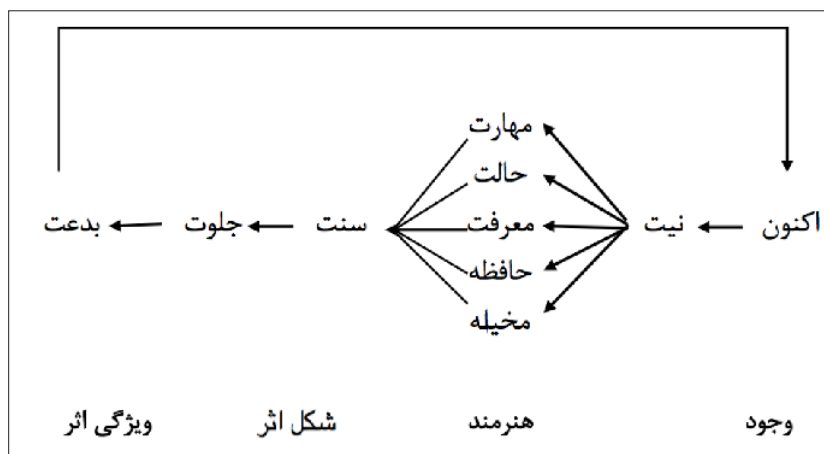 مهارت
حالت
اکنون نیت معرفت سنت جلوت بدعت
حافظه
مخیله
وجود هنرمند شکل اثر ویژگی اثر